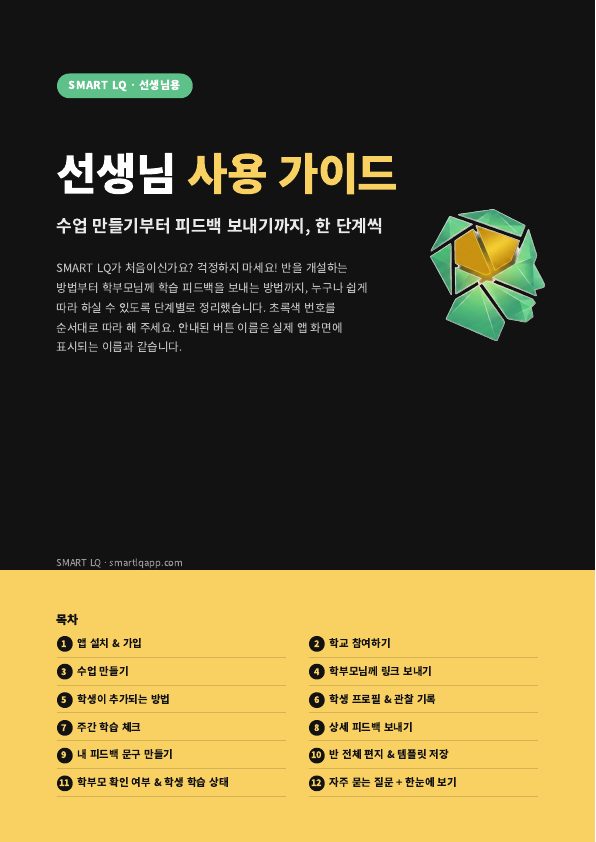 SMART LQ · 선생님용
선생님 사용 가이드
수업 만들기부터 피드백 보내기까지, 한 단계씩
SMART LQ가 처음이신가요? 걱정하지 마세요! 반을 개설하는
방법부터 학부모님께 학습 피드백을 보내는 방법까지, 누구나 쉽게
따라 하실 수 있도록 단계별로 정리했습니다. 초록색 번호를
순서대로 따라 해 주세요. 안내된 버튼 이름은 실제 앱 화면에
표시되는 이름과 같습니다.
SMART LQ · smartlqapp.com
목차
1 앱 설치 & 가입
2 학교 참여하기
3 수업 만들기
4 학부모님께 링크 보내기
5 학생이 추가되는 방법
6 학생 프로필 & 관찰 기록
7 주간 학습 체크
8 상세 피드백 보내기
9 내 피드백 문구 만들기
10 반 전체 편지 & 템플릿 저장
11 학부모 확인 여부 & 학생 학습 상태
12 자주 묻는 질문 + 한눈에 보기